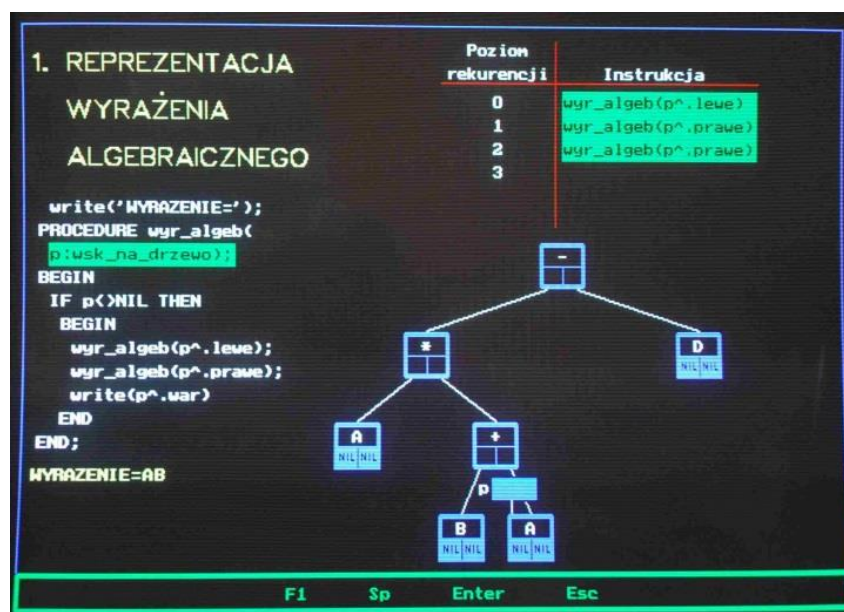 1. REPREZENTACJA
WYRAŻENIA
ALGEBRAICZNEGO
Poziom
rekurencji
Instrukcja
0 wyr_algeb(p^.lewe)
1 wyr_algeb(p^.prawe)
2 wyr_algeb(p^.prawe)
3
write('WYRAZENIE=');
PROCEDURE wyr_algeb(
p:wsk_na_drzewo);
BEGIN
IF p<>NIL THEN
BEGIN
wyr_algeb(p^.lewe);
wyr_algeb(p^.prawe);
write(p^.war)
END
END;
WYRAZENIE=AB
-
*
D
NIL NIL
A
NIL NIL
+
p
B
NIL NIL
A
NIL NIL
F1 Sp Enter Esc